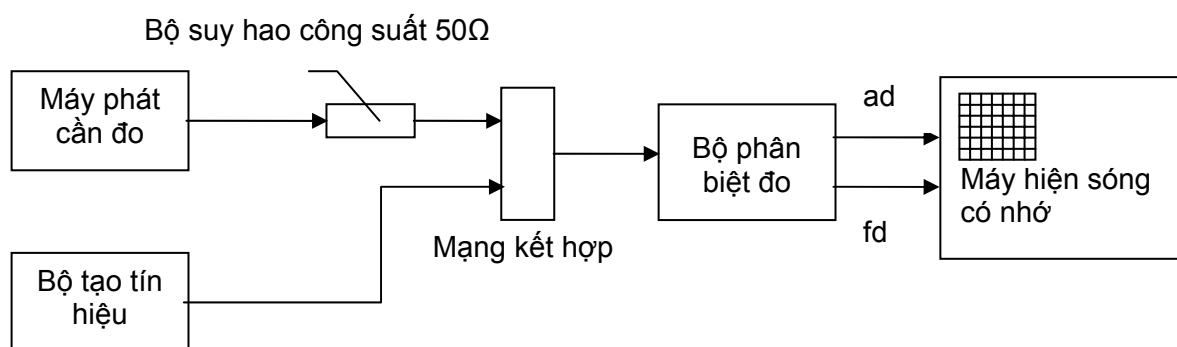 Bộ suy hao công suất 50Ω
Máy phát
cần đo
ad
Bộ phân
biệt đo
Máy hiện sóng
có nhớ
fd
Mạng kết hợp
Bộ tạo tín
hiệu